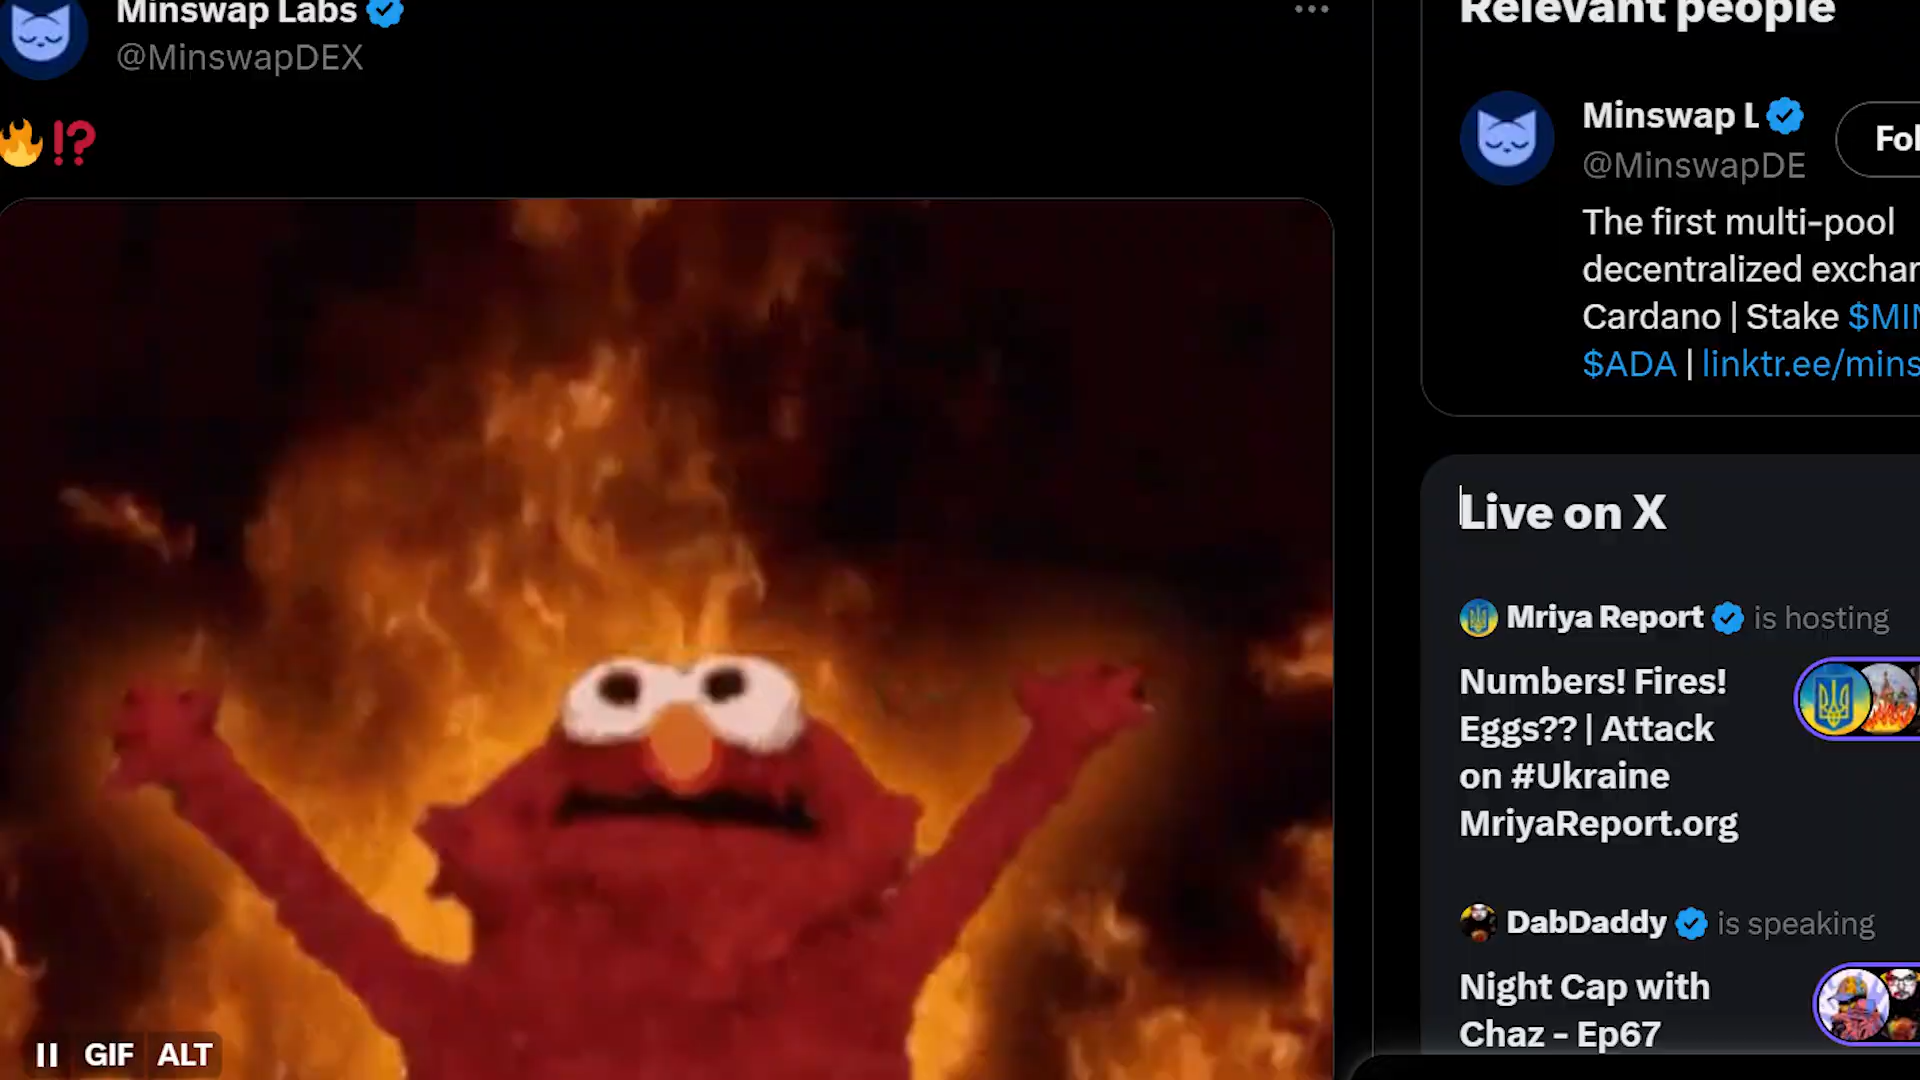 Minswap Labs
@MinswapDEX
🔥⁉️
GIF ALT
Relevant people
Minswap L
@MinswapDE
Fol
The first multi-pool
decentralized exchan
Cardano | Stake $MIN
$ADA | linktr.ee/mins
Live on X
Mriya Report is hosting
Numbers! Fires!
Eggs?? | Attack
on #Ukraine
MriyaReport.org
DabDaddy is speaking
Night Cap with
Chaz - Ep67